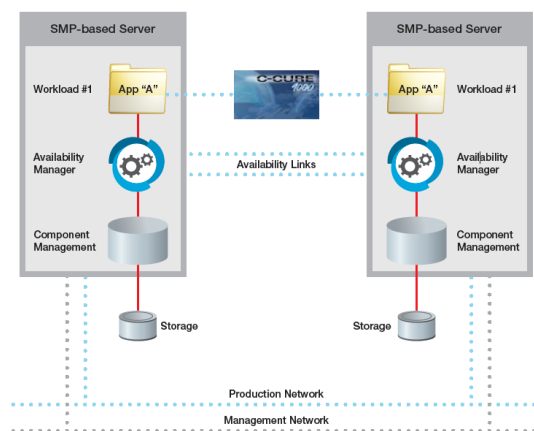 SMP-based Server
SMP-based Server
Workload #1
App “A”
C•CURE
9000
App “A”
Workload #1
Availability
Manager
Availability Links
Availability
Manager
Component
Management
Component
Management
Storage
Storage
Production Network
Management Network